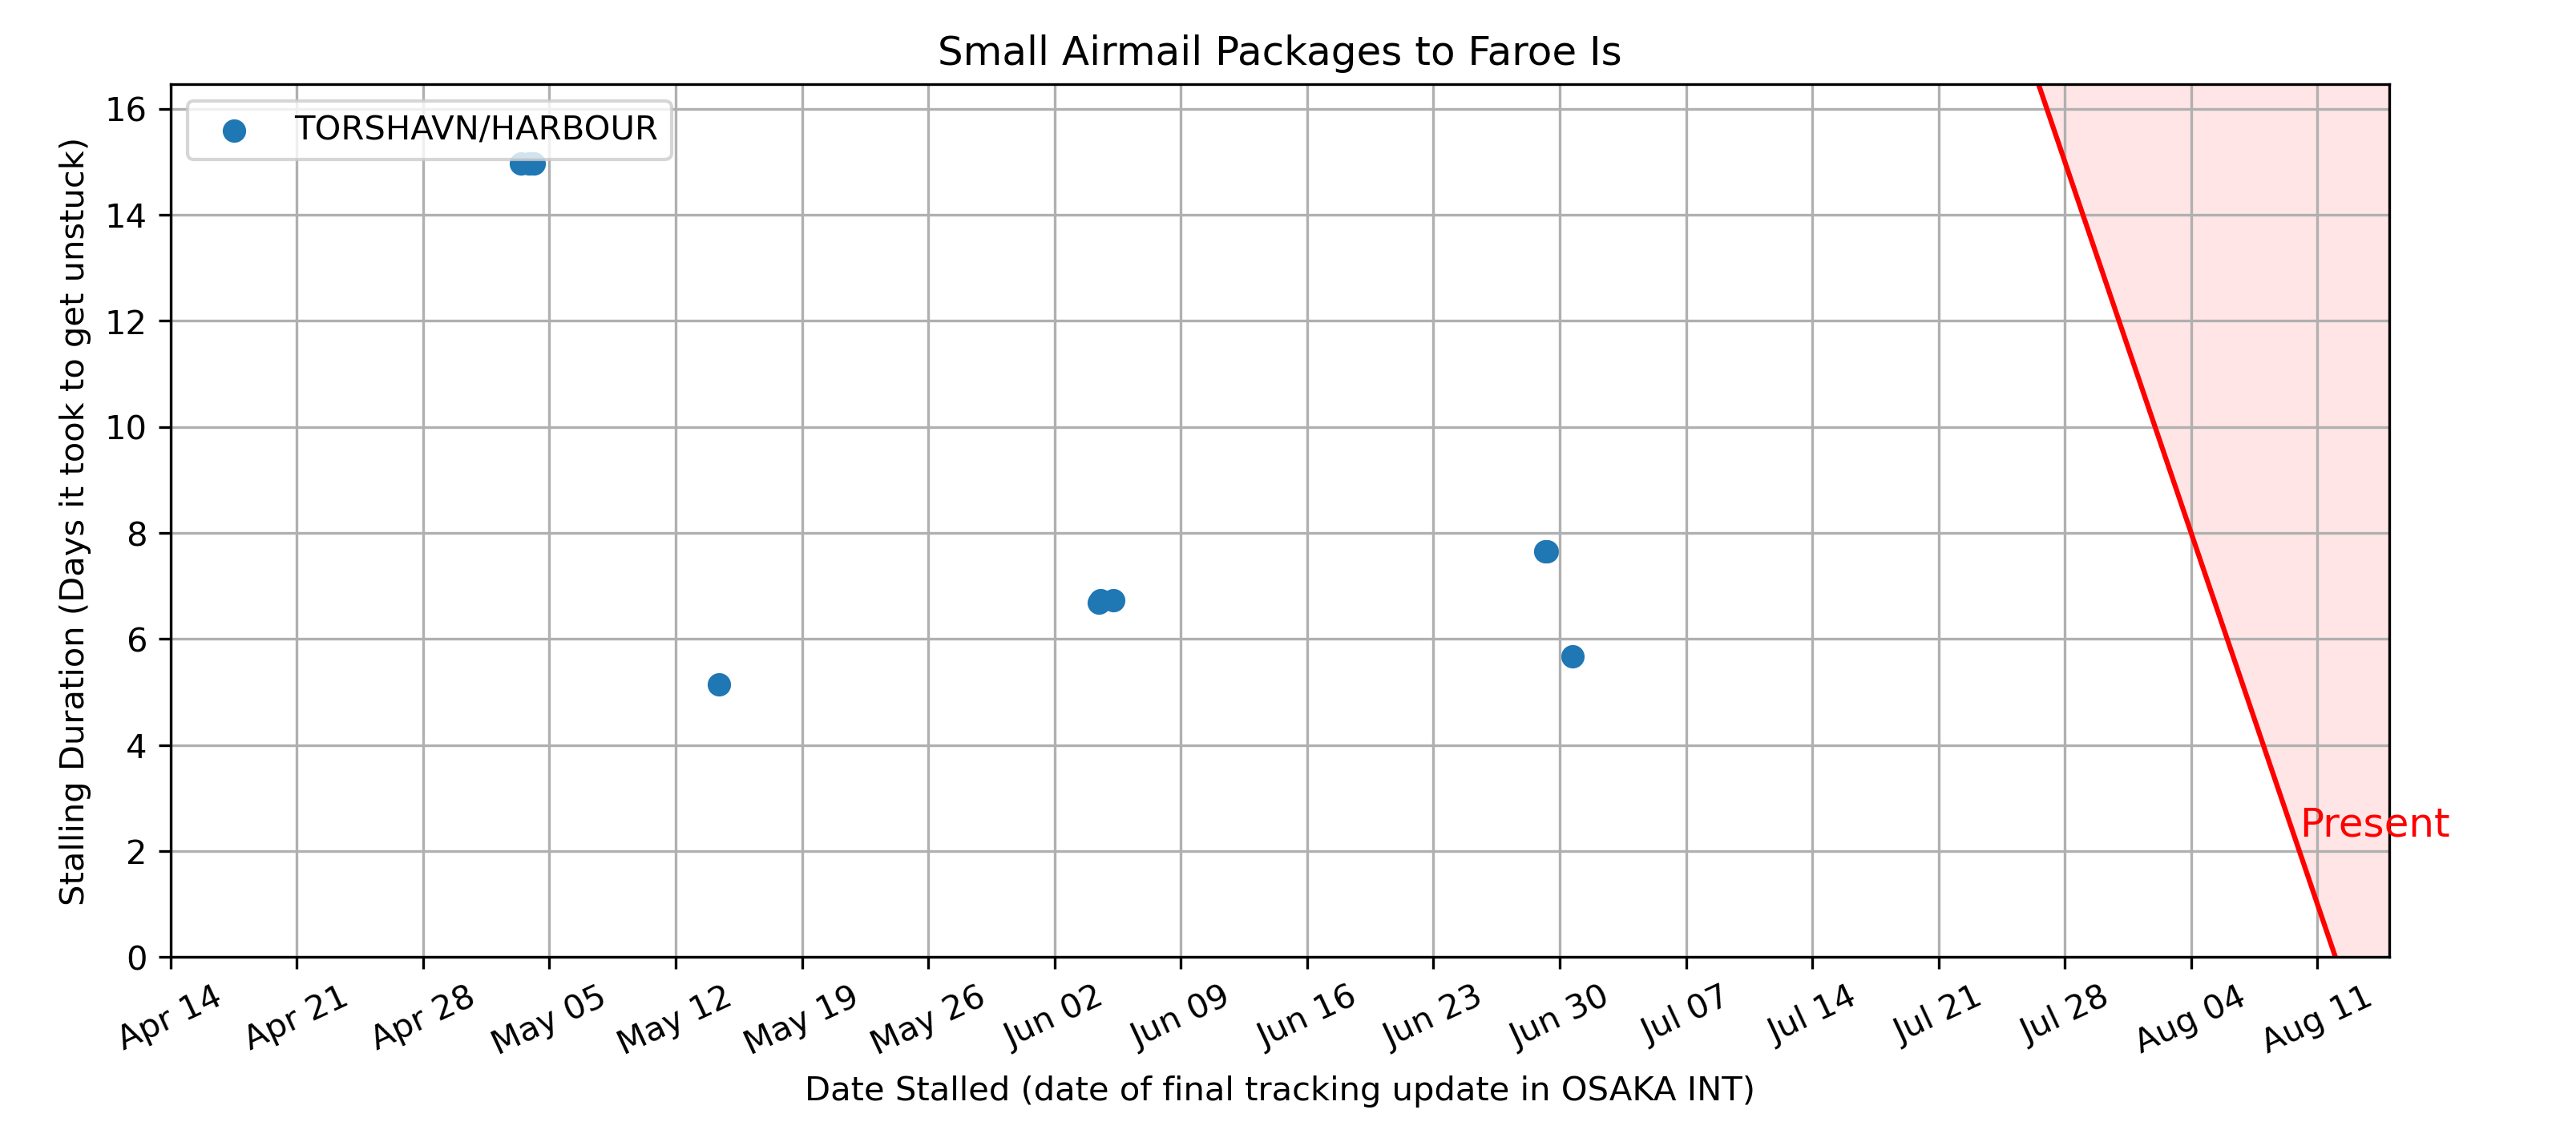 Small Airmail Packages to Faroe Is
TORSHAVN/HARBOUR
Stalling Duration (Days it took to get unstuck)
16
14
12
10
8
6
4
2
0
Present
Apr 14
Apr 21
Apr 28
May 05
May 12
May 19
May 26
Jun 02
Jun 09
Jun 16
Jun 23
Jun 30
Jul 07
Jul 14
Jul 21
Jul 28
Aug 04
Aug 11
Date Stalled (date of final tracking update in OSAKA INT)